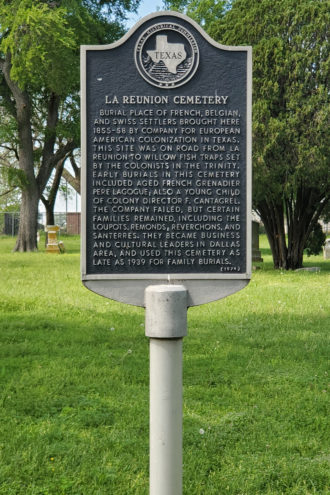 TEXAS HISTORICAL COMMISSION
TEXAS
LA REUNION CEMETERY
BURIAL PLACE OF FRENCH, BELGIAN,
AND SWISS SETTLERS BROUGHT HERE
1855-58 BY COMPANY FOR EUROPEAN
AMERICAN COLONIZATION IN TEXAS.
THIS SITE WAS ON ROAD FROM LA
REUNION TO WILLOW FISH TRAPS SET
BY THE COLONISTS IN THE TRINITY.
EARLY BURIALS IN THIS CEMETERY
INCLUDED AGED FRENCH GRENADIER
PERE LAGOGUE; ALSO A YOUNG CHILD
OF COLONY DIRECTOR F. CANTAGREL.
THE COMPANY FAILED, BUT CERTAIN
FAMILIES REMAINED, INCLUDING THE
LOUPOTS, REMONDS, REVERCHONS, AND
SANTERRES. THEY BECAME BUSINESS
AND CULTURAL LEADERS IN DALLAS
AREA, AND USED THIS CEMETERY AS
LATE AS 1939 FOR FAMILY BURIALS.
(1974)